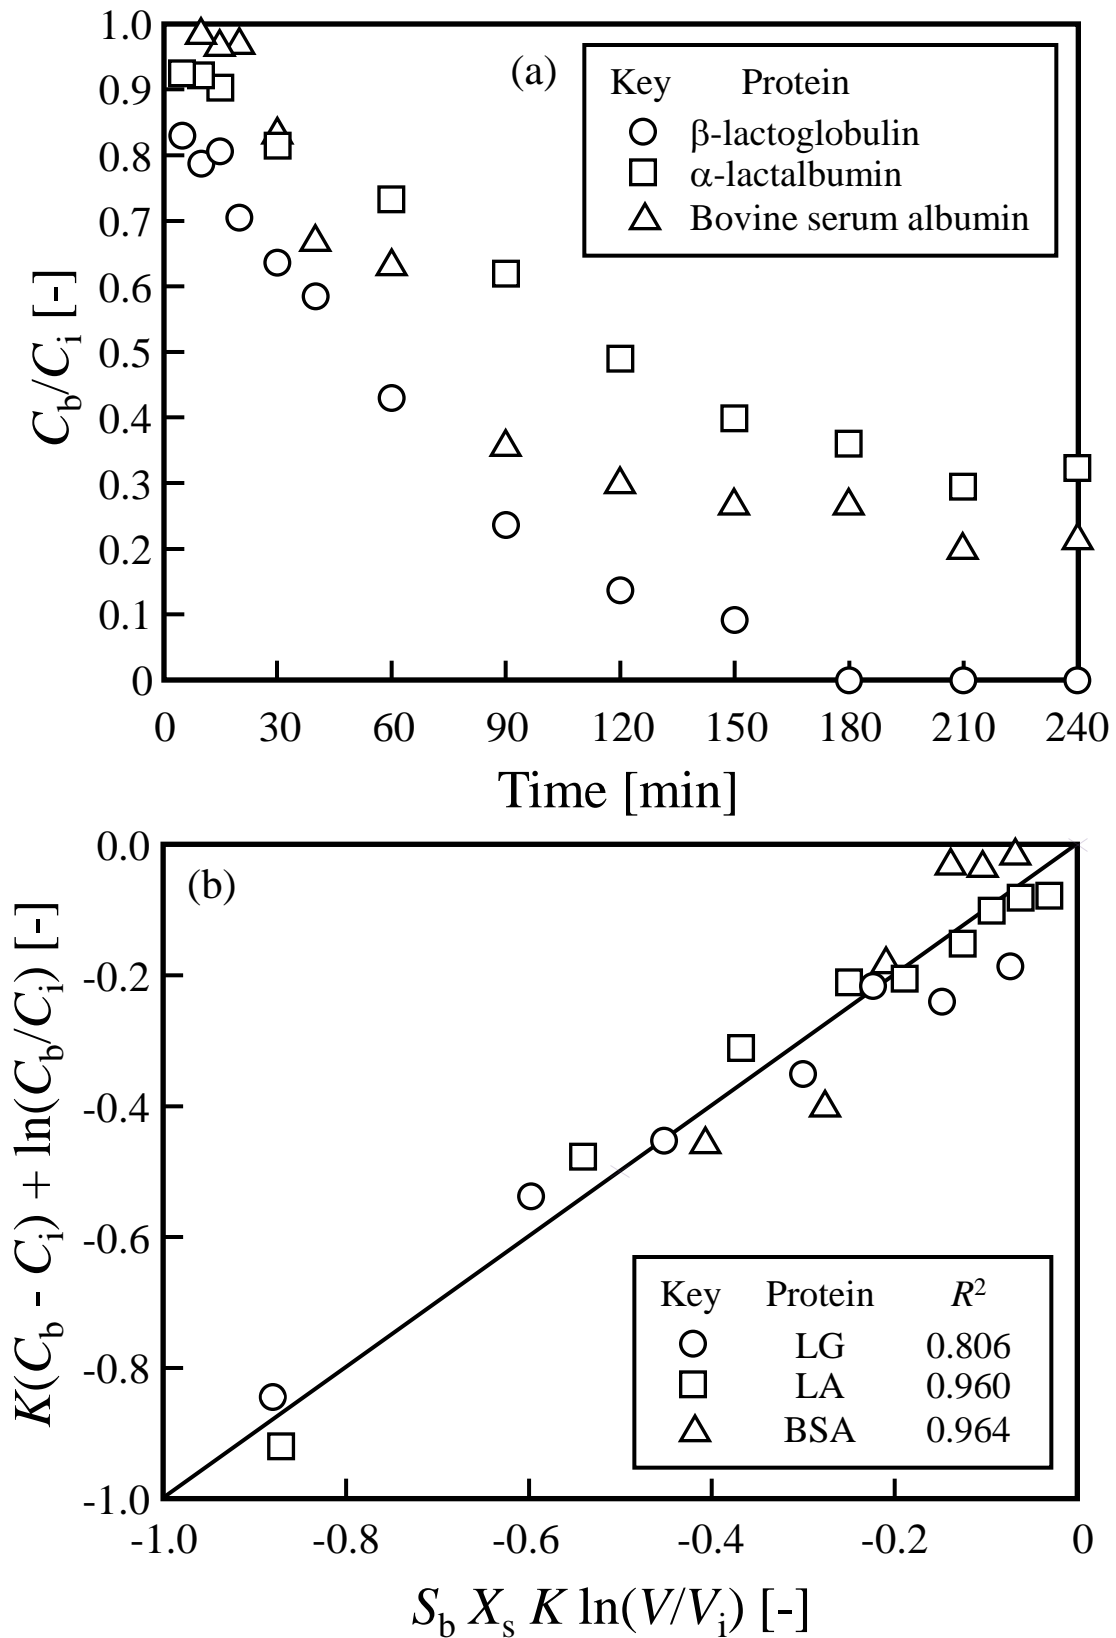 1.0
0.9
0.8
0.7
0.6
0.5
0.4
0.3
0.2
0.1
0
C_b/C_i [-]
(a)
Key Protein
β-lactoglobulin
α-lactalbumin
Bovine serum albumin
0 30 60 90 120 150 180 210 240
Time [min]
0.0
-0.2
-0.4
-0.6
-0.8
-1.0
K(C_b - C_i) + ln(C_b/C_i) [-]
(b)
Key Protein R²
LG 0.806
LA 0.960
BSA 0.964
-1.0 -0.8 -0.6 -0.4 -0.2 0
S_b X_s K ln(V/V_i) [-]